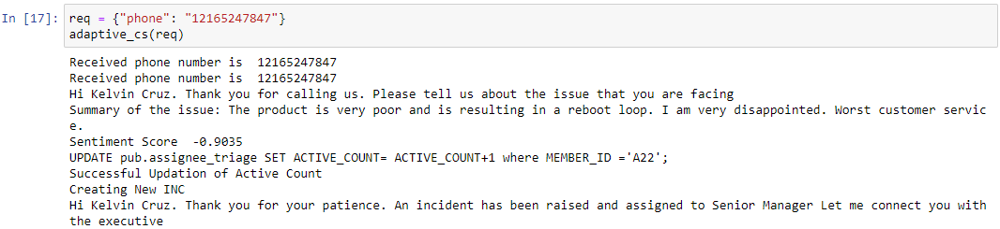 In [17]: req = {"phone": "12165247847"}
adaptive_cs(req)
Received phone number is  12165247847
Received phone number is  12165247847
Hi Kelvin Cruz. Thank you for calling us. Please tell us about the issue that you are facing
Summary of the issue: The product is very poor and is resulting in a reboot loop. I am very disappointed. Worst customer servic
e.
Sentiment Score  -0.9035
UPDATE pub.assignee_triage SET ACTIVE_COUNT= ACTIVE_COUNT+1 where MEMBER_ID ='A22';
Successful Updation of Active Count
Creating New INC
Hi Kelvin Cruz. Thank you for your patience. An incident has been raised and assigned to Senior Manager Let me connect you with
the executive